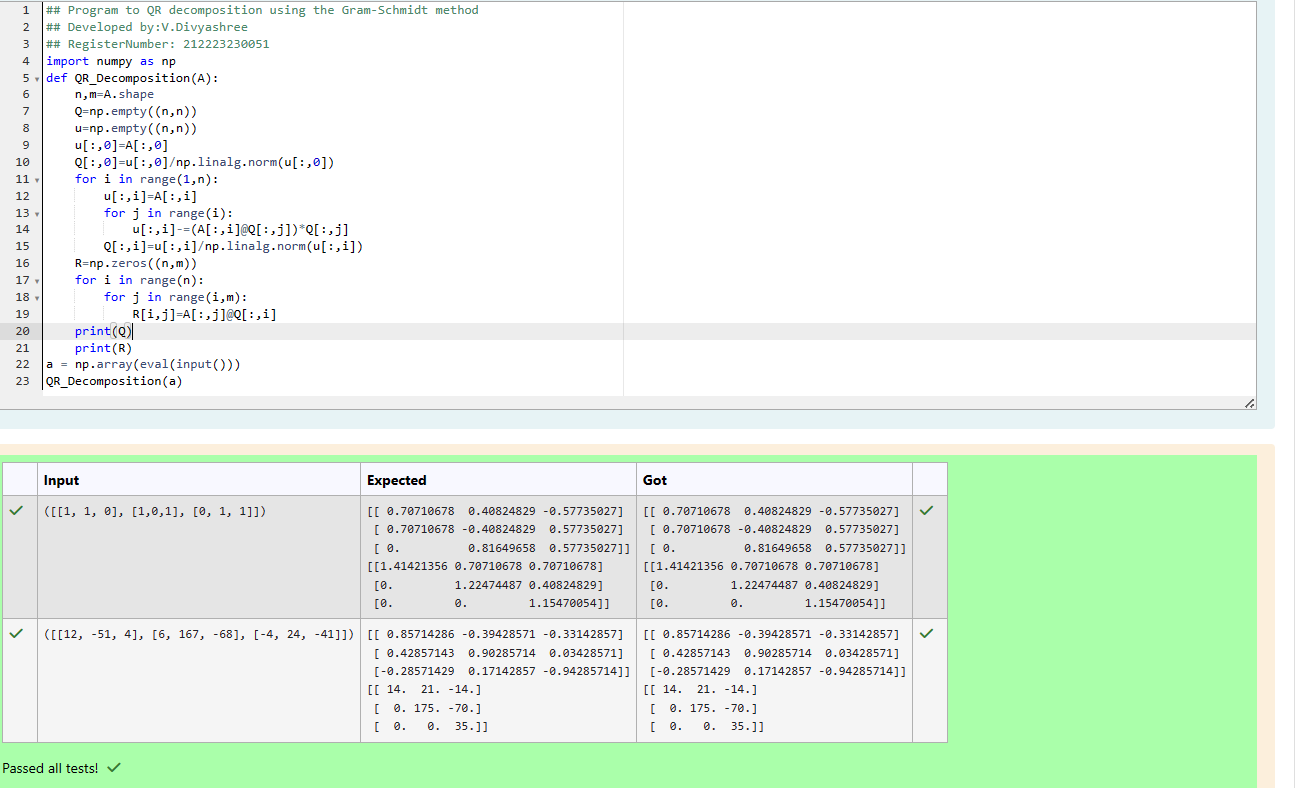 1 ## Program to QR decomposition using the Gram-Schmidt method
2 ## Developed by:V.Divyashree
3 ## RegisterNumber: 212223230051
4 import numpy as np
5 def QR_Decomposition(A):
6     n,m=A.shape
7     Q=np.empty((n,n))
8     u=np.empty((n,n))
9     u[:,0]=A[:,0]
10     Q[:,0]=u[:,0]/np.linalg.norm(u[:,0])
11     for i in range(1,n):
12         u[:,i]=A[:,i]
13         for j in range(i):
14             u[:,i]-=(A[:,i]@Q[:,j])*Q[:,j]
15         Q[:,i]=u[:,i]/np.linalg.norm(u[:,i])
16     R=np.zeros((n,m))
17     for i in range(n):
18         for j in range(i,m):
19             R[i,j]=A[:,j]@Q[:,i]
20     print(Q)
21     print(R)
22 a = np.array(eval(input()))
23 QR_Decomposition(a)
Input Expected Got
([[1, 1, 0], [1,0,1], [0, 1, 1]]) [[ 0.70710678  0.40824829 -0.57735027] [[ 0.70710678  0.40824829 -0.57735027]
[ 0.70710678 -0.40824829  0.57735027] [ 0.70710678 -0.40824829  0.57735027]
[ 0.          0.81649658  0.57735027]] [ 0.          0.81649658  0.57735027]]
[[1.41421356 0.70710678 0.70710678] [[1.41421356 0.70710678 0.70710678]
[0.         1.22474487 0.40824829] [0.         1.22474487 0.40824829]
[0.         0.         1.15470054]] [0.         0.         1.15470054]]
([[12, -51, 4], [6, 167, -68], [-4, 24, -41]]) [[ 0.85714286 -0.39428571 -0.33142857] [[ 0.85714286 -0.39428571 -0.33142857]
[ 0.42857143  0.90285714  0.03428571] [ 0.42857143  0.90285714  0.03428571]
[-0.28571429  0.17142857 -0.94285714]] [-0.28571429  0.17142857 -0.94285714]]
[[ 14.  21. -14.] [[ 14.  21. -14.]
[  0. 175. -70.] [  0. 175. -70.]
[  0.   0.  35.]] [  0.   0.  35.]]
Passed all tests!